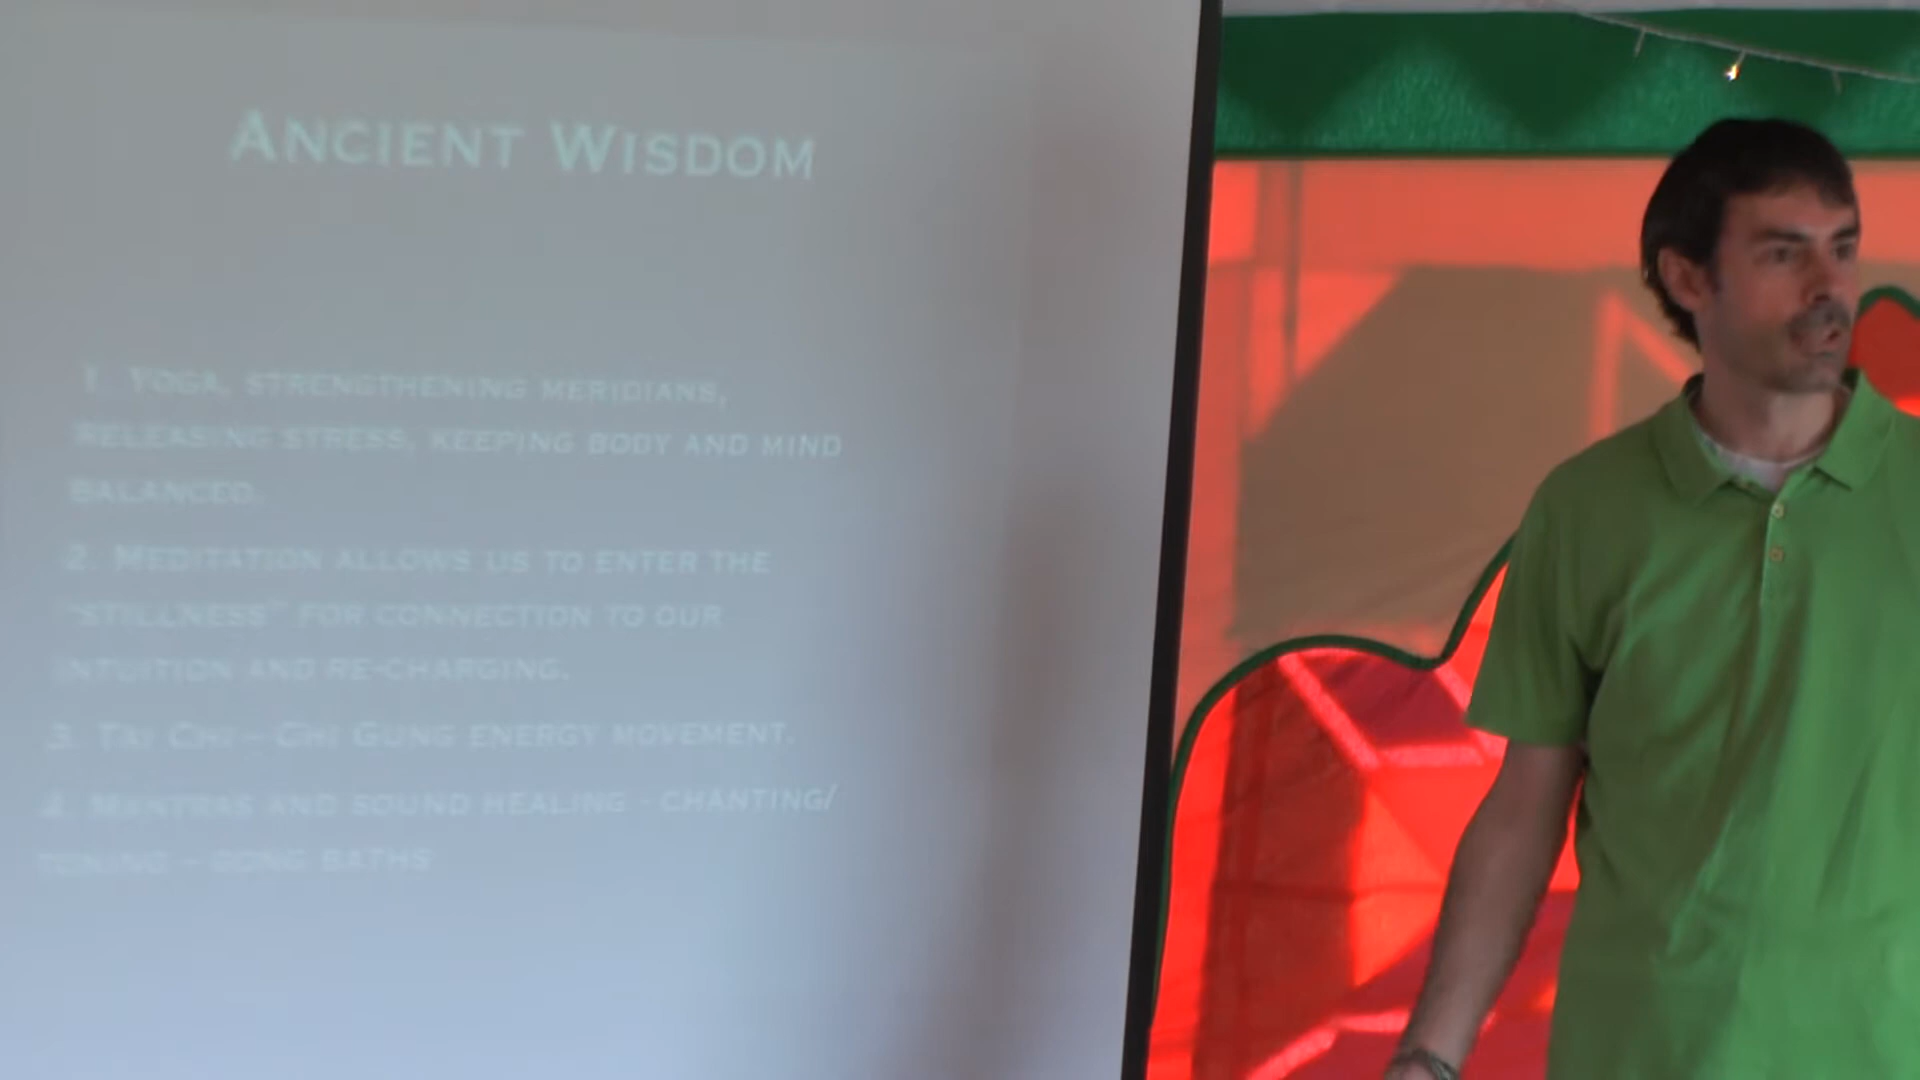 ANCIENT WISDOM
1. YOGA, STRENGTHENING MERIDIANS,
RELEASING STRESS, KEEPING BODY AND MIND
BALANCED.
2. MEDITATION ALLOWS US TO ENTER THE
"STILLNESS" FOR CONNECTION TO OUR
INTUITION AND RE-CHARGING.
3. TAI CHI – CHI GUNG ENERGY MOVEMENT.
4. MANTRAS AND SOUND HEALING - CHANTING/
TONING – GONG BATHS